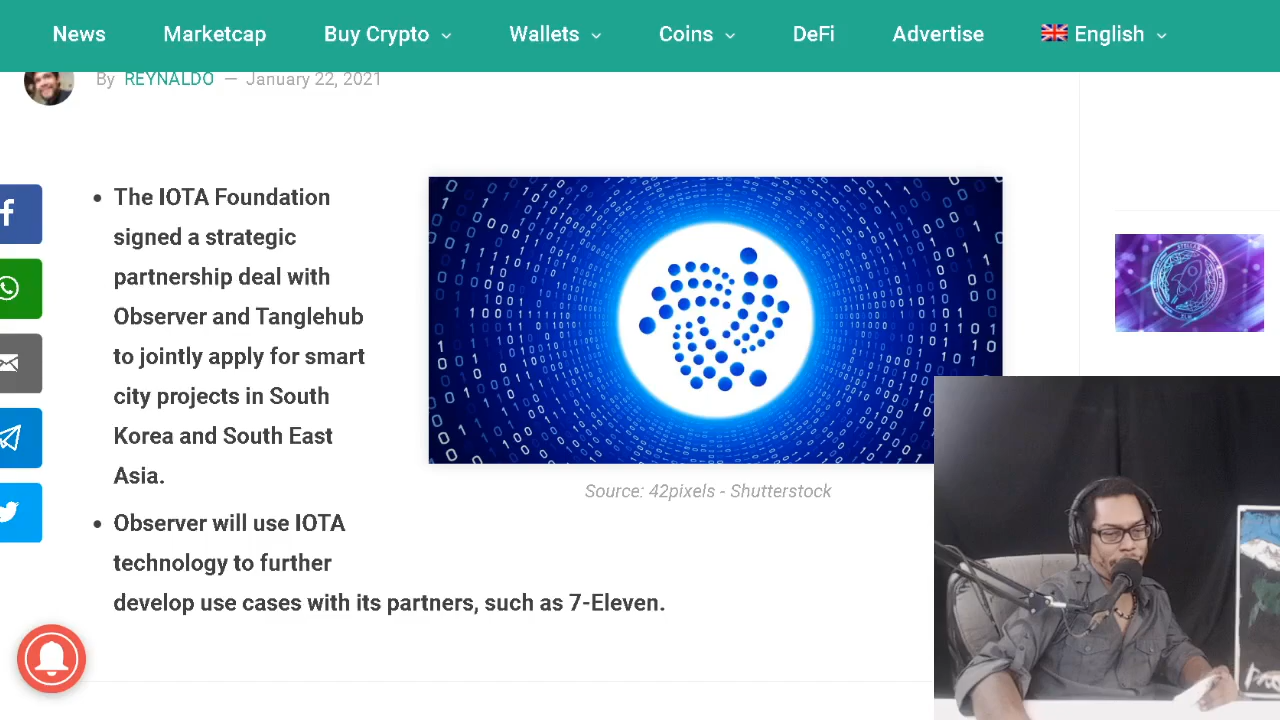 News Marketcap Buy Crypto Wallets Coins DeFi Advertise English
By REYNALDO — January 22, 2021
• The IOTA Foundation
signed a strategic
partnership deal with
Observer and Tanglehub
to jointly apply for smart
city projects in South
Korea and South East
Asia.
• Observer will use IOTA
technology to further
develop use cases with its partners, such as 7-Eleven.
Source: 42pixels - Shutterstock